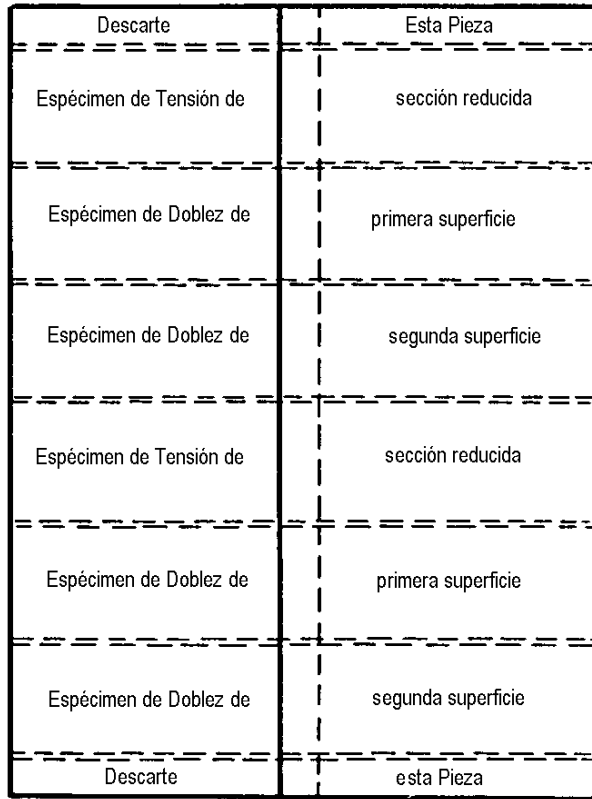 Descarte Esta Pieza
Espécimen de Tensión de sección reducida
Espécimen de Doblez de primera superficie
Espécimen de Doblez de segunda superficie
Espécimen de Tensión de sección reducida
Espécimen de Doblez de primera superficie
Espécimen de Doblez de segunda superficie
Descarte esta Pieza